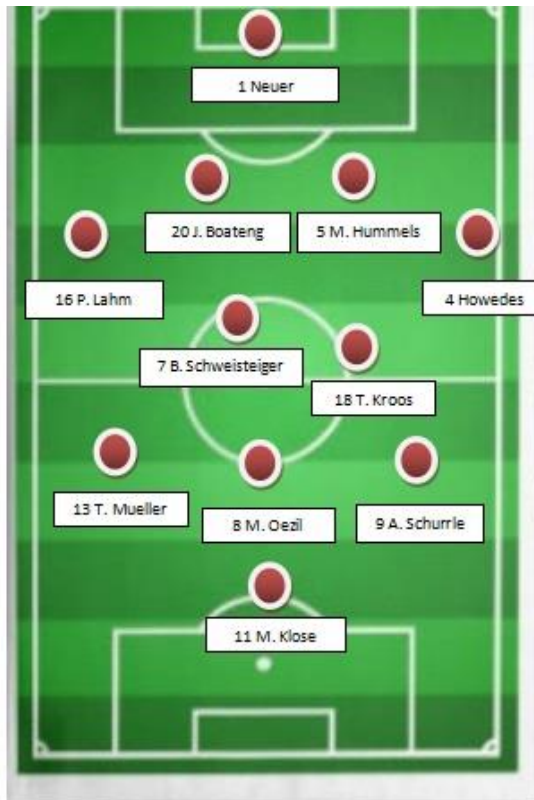 1 Neuer
20 J. Boateng
5 M. Hummels
16 P. Lahm
4 Howedes
7 B. Schweisteiger
18 T. Kroos
13 T. Mueller
8 M. Oezil
9 A. Schurrle
11 M. Klose